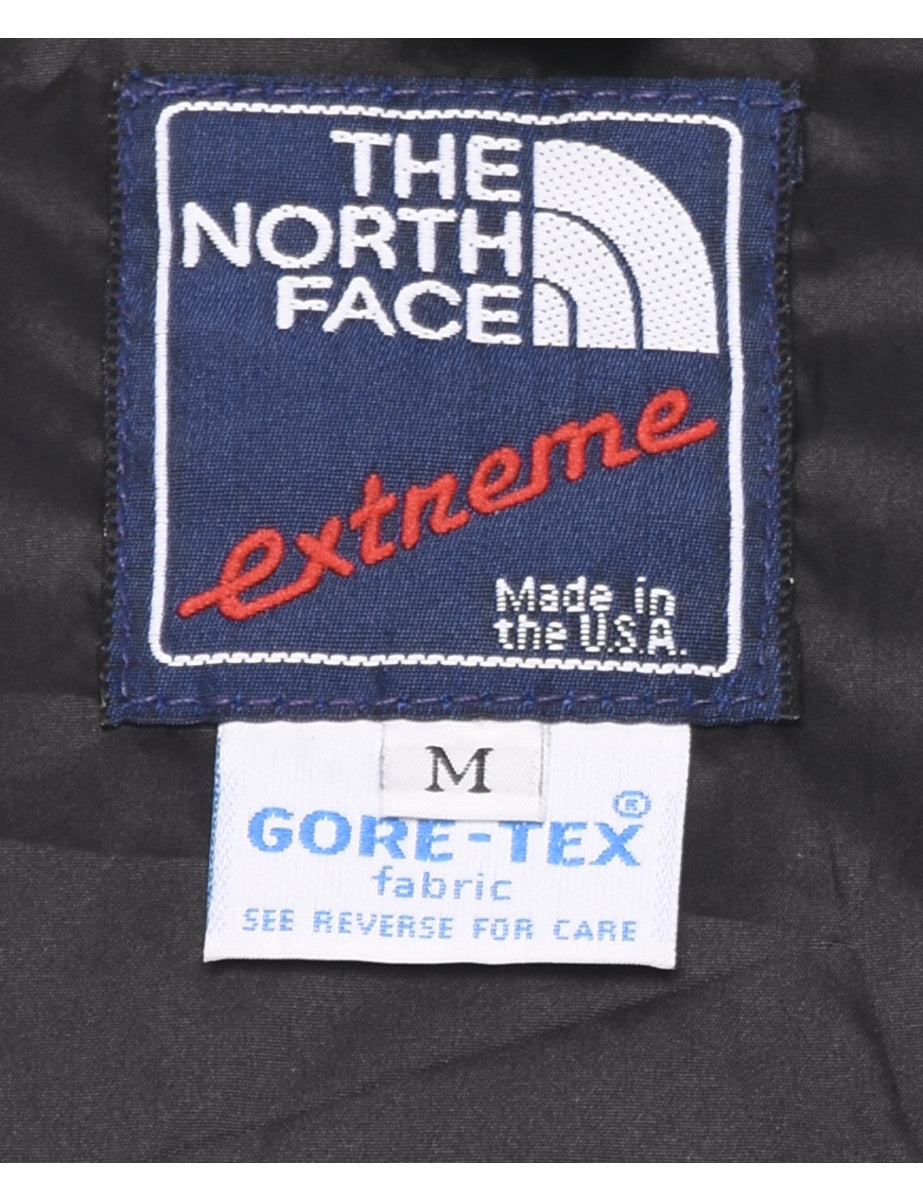 THE
NORTH
FACE
extreme
Made in
the U.S.A.
M
GORE-TEX®
fabric
SEE REVERSE FOR CARE